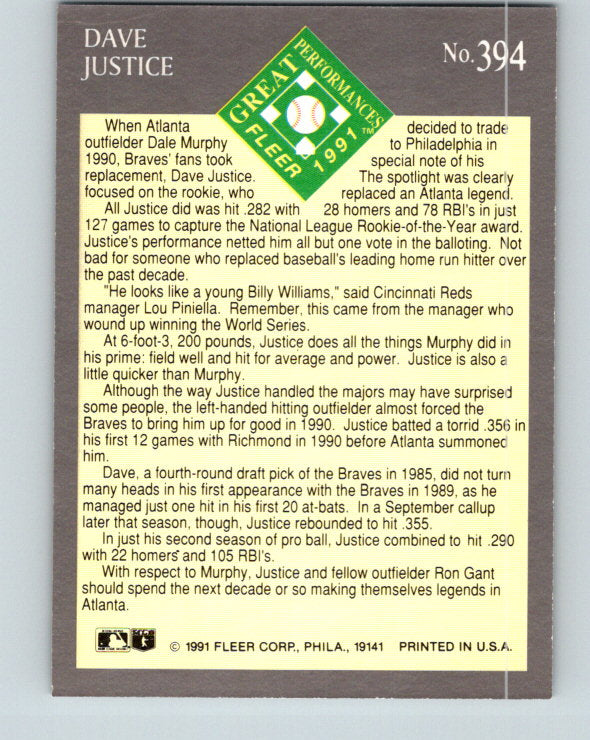 DAVE
JUSTICE
No. 394
GREAT
PERFORMANCES
FLEER 1991 TM
When Atlanta decided to trade
outfielder Dale Murphy to Philadelphia in
1990, Braves' fans took special note of his
replacement, Dave Justice. The spotlight was clearly
focused on the rookie, who replaced an Atlanta legend.
All Justice did was hit .282 with 28 homers and 78 RBI's in just
127 games to capture the National League Rookie-of-the-Year award.
Justice's performance netted him all but one vote in the balloting. Not
bad for someone who replaced baseball's leading home run hitter over
the past decade.
"He looks like a young Billy Williams," said Cincinnati Reds
manager Lou Piniella. Remember, this came from the manager who
wound up winning the World Series.
At 6-foot-3, 200 pounds, Justice does all the things Murphy did in
his prime: field well and hit for average and power. Justice is also a
little quicker than Murphy.
Although the way Justice handled the majors may have surprised
some people, the left-handed hitting outfielder almost forced the
Braves to bring him up for good in 1990. Justice batted a torrid .356 in
his first 12 games with Richmond in 1990 before Atlanta summoned
him.
Dave, a fourth-round draft pick of the Braves in 1985, did not turn
many heads in his first appearance with the Braves in 1989, as he
managed just one hit in his first 20 at-bats. In a September callup
later that season, though, Justice rebounded to hit .355.
In just his second season of pro ball, Justice combined to hit .290
with 22 homers and 105 RBI's.
With respect to Murphy, Justice and fellow outfielder Ron Gant
should spend the next decade or so making themselves legends in
Atlanta.
© 1991 FLEER CORP., PHILA., 19141 PRINTED IN U.S.A.